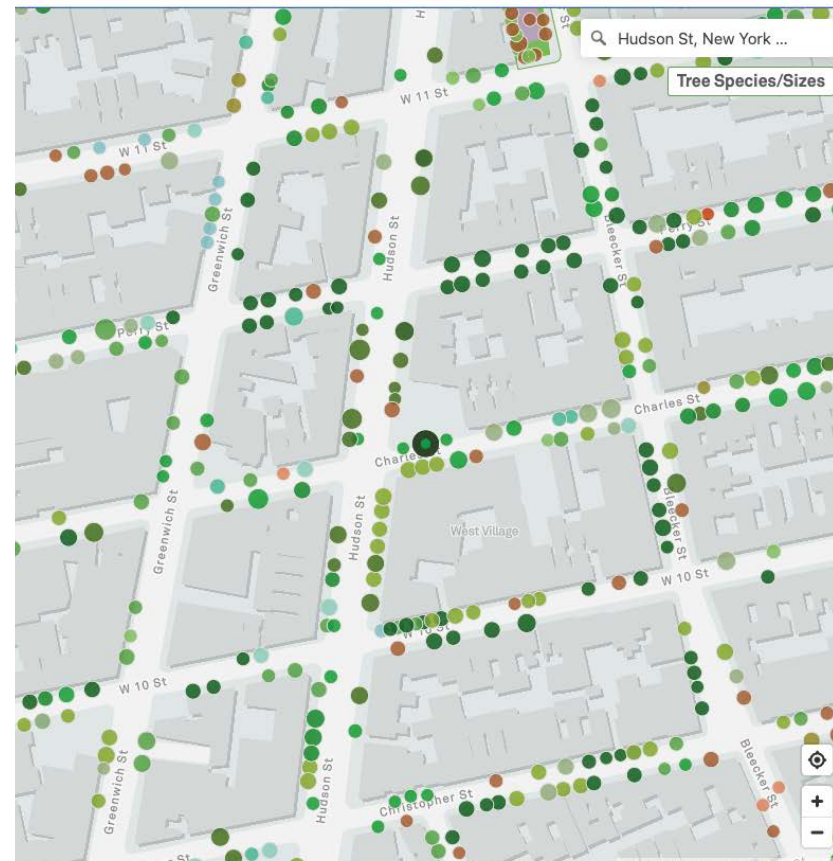 Hudson St, New York ...
Tree Species/Sizes
H
St
W 11 St
W 11 St
Perry St
Hudson St
Greenwich St
Bleecker St
Perry St
Charles St
Charles St
Greenwich St
Hudson St
West Village
Bleecker St
W 10 St
W 10 St
W 10 St
Greenwich St
Hudson St
Bleecker St
Christopher St
St
+
−